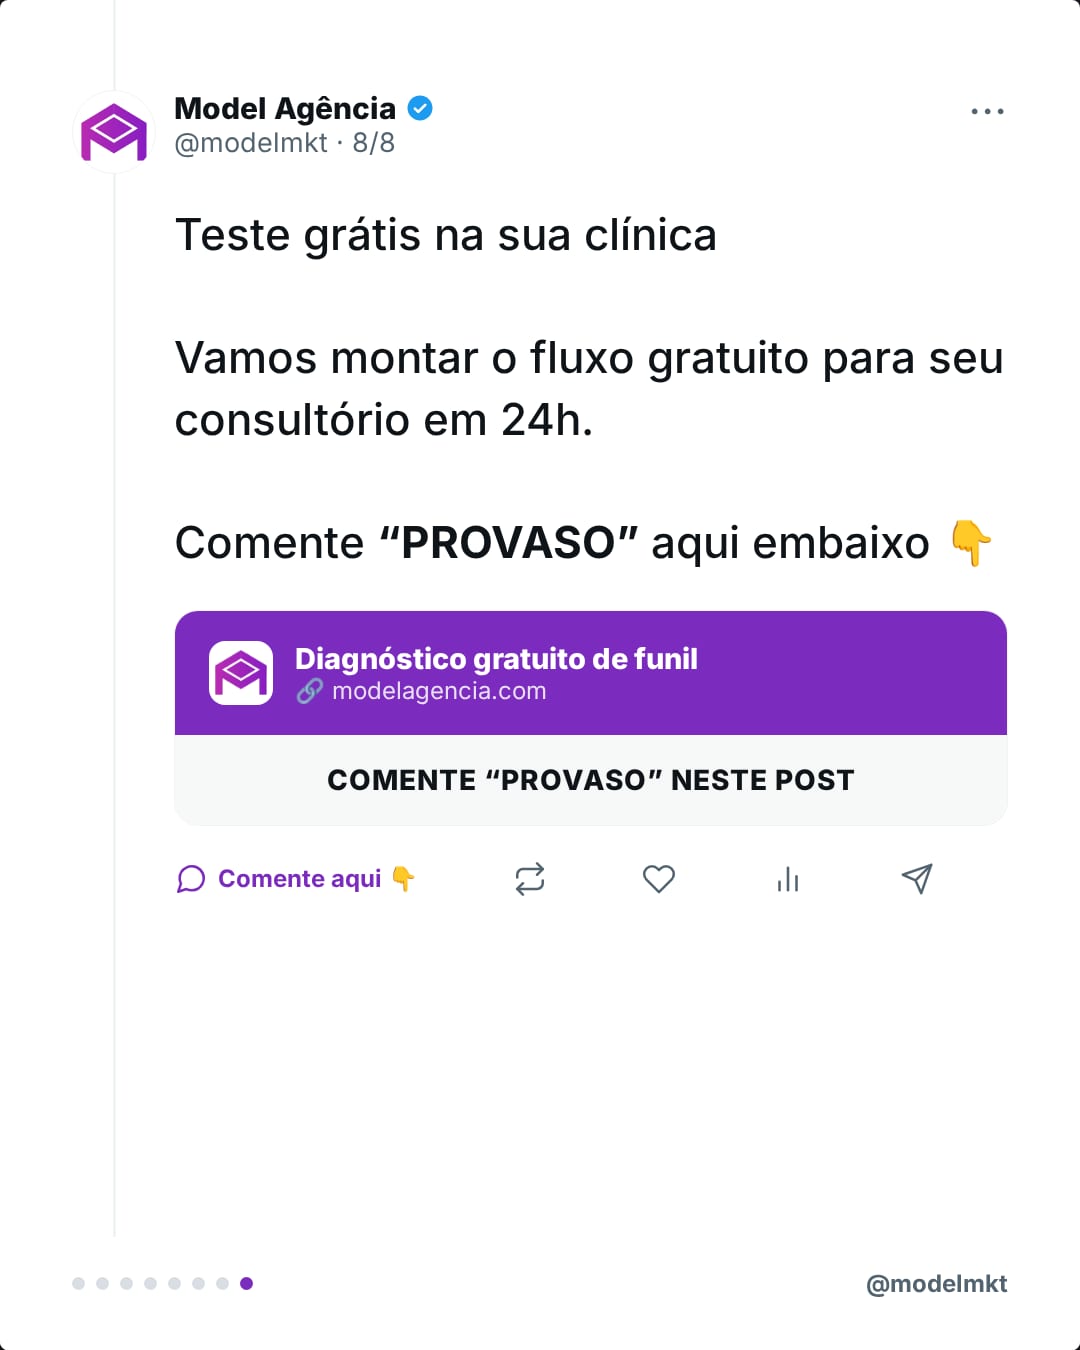 Model Agência
@modelmkt · 8/8
Teste grátis na sua clínica
Vamos montar o fluxo gratuito para seu
consultório em 24h.
Comente “PROVASO” aqui embaixo 👇
Diagnóstico gratuito de funil
🔗 modelagencia.com
COMENTE “PROVASO” NESTE POST
Comente aqui 👇
@modelmkt